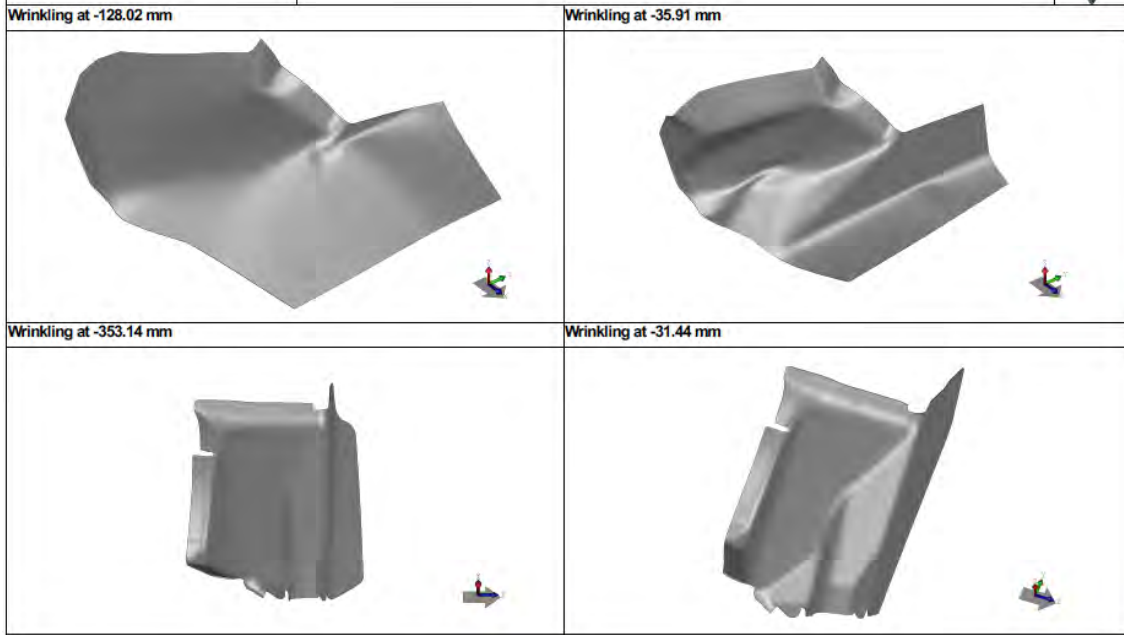 Wrinkling at -128.02 mm
Wrinkling at -35.91 mm
Wrinkling at -353.14 mm
Wrinkling at -31.44 mm